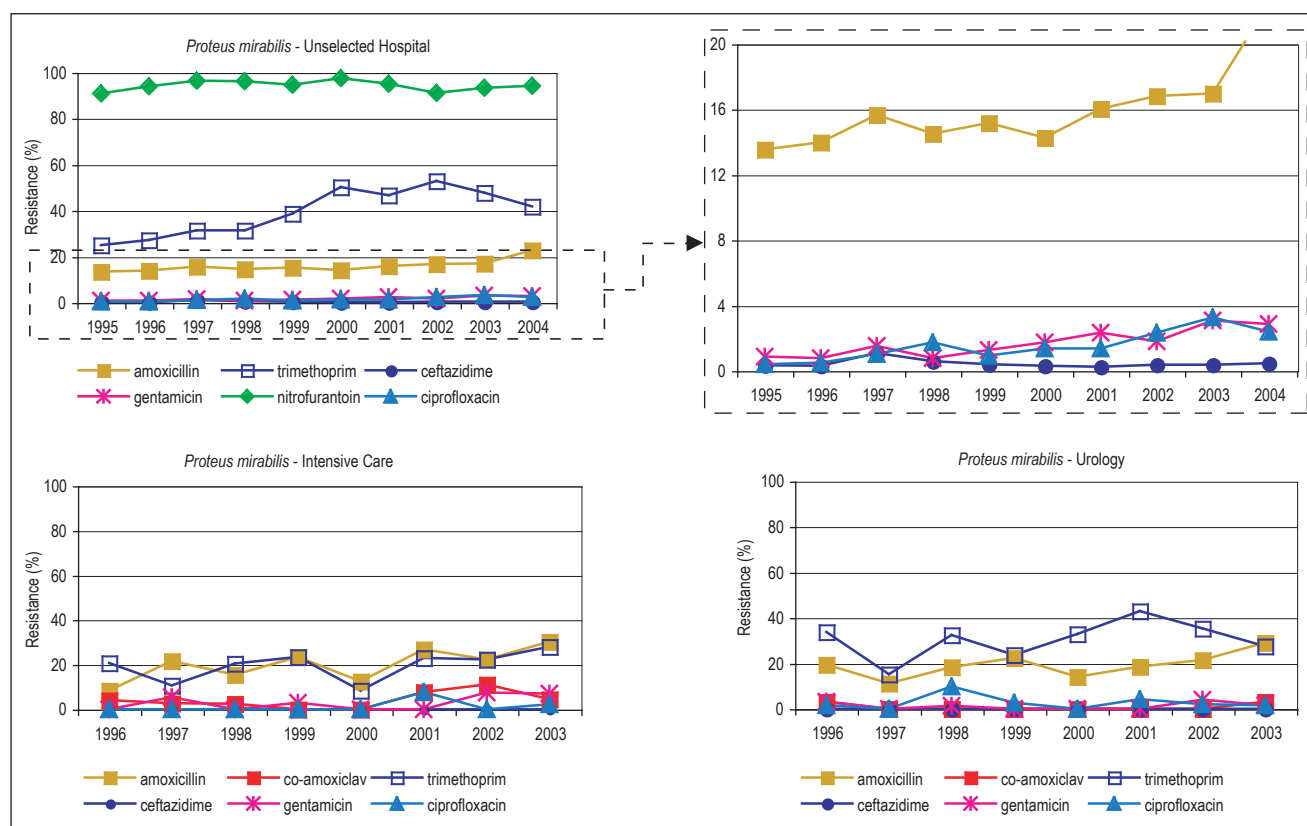 Proteus mirabilis - Unselected Hospital
Resistance (%)
100
80
60
40
20
0
1995 1996 1997 1998 1999 2000 2001 2002 2003 2004
amoxicillin trimethoprim ceftazidime
gentamicin nitrofurantoin ciprofloxacin
20
16
12
8
4
0
1995 1996 1997 1998 1999 2000 2001 2002 2003 2004
Proteus mirabilis - Intensive Care
Resistance (%)
100
80
60
40
20
0
1996 1997 1998 1999 2000 2001 2002 2003
amoxicillin co-amoxiclav trimethoprim
ceftazidime gentamicin ciprofloxacin
Proteus mirabilis - Urology
Resistance (%)
100
80
60
40
20
0
1996 1997 1998 1999 2000 2001 2002 2003
amoxicillin co-amoxiclav trimethoprim
ceftazidime gentamicin ciprofloxacin